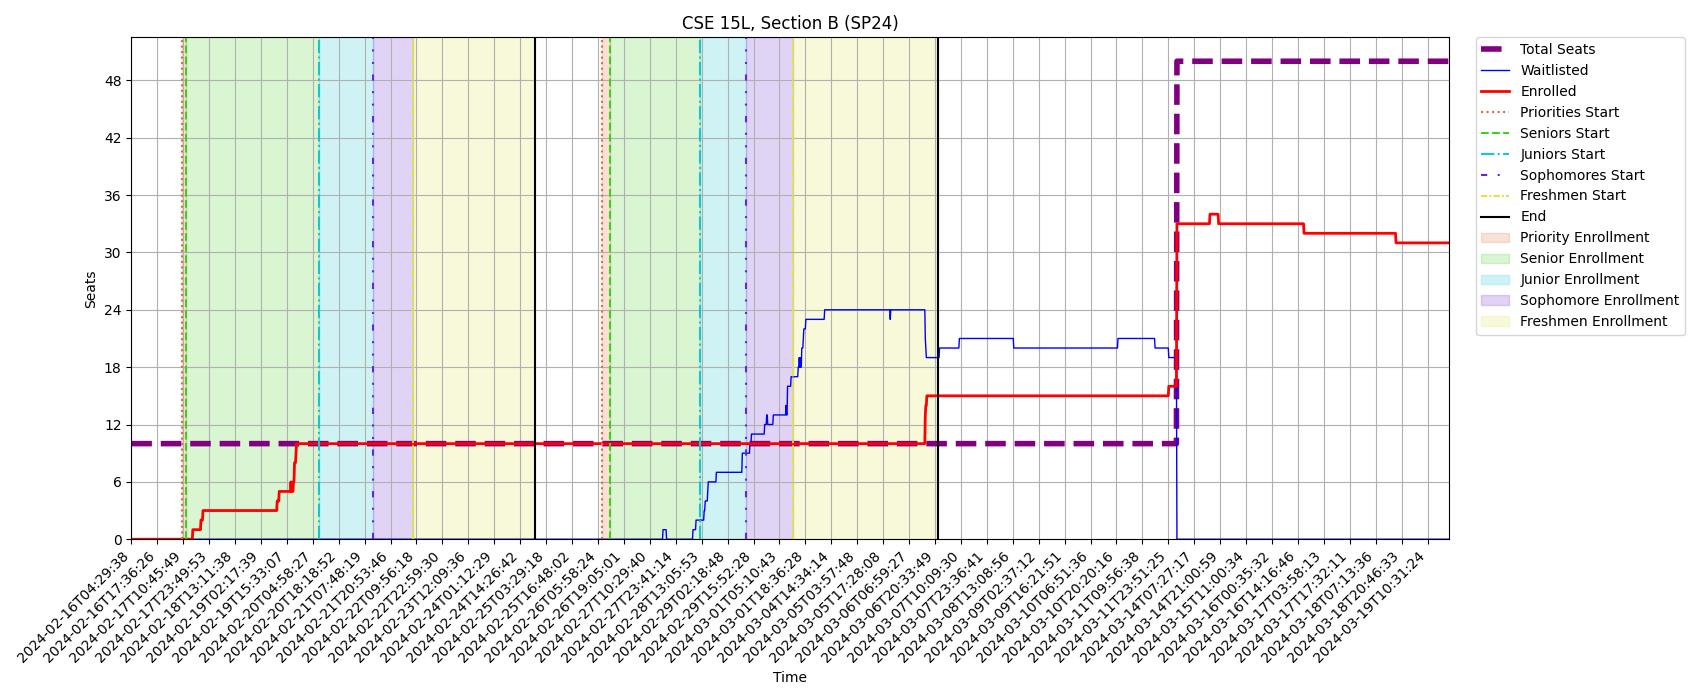 CSE 15L, Section B (SP24)
Seats
48
42
36
30
24
18
12
6
0
2024-02-16T04:29:38
2024-02-16T17:36:26
2024-02-17T10:45:49
2024-02-17T23:49:53
2024-02-18T13:11:38
2024-02-19T02:17:39
2024-02-19T15:33:07
2024-02-20T04:58:27
2024-02-20T18:18:52
2024-02-21T07:48:19
2024-02-21T20:53:46
2024-02-22T09:56:18
2024-02-22T22:59:30
2024-02-23T12:09:36
2024-02-24T01:12:29
2024-02-24T14:26:42
2024-02-25T03:29:18
2024-02-25T16:48:02
2024-02-26T05:58:24
2024-02-26T19:05:01
2024-02-27T10:29:40
2024-02-27T23:41:14
2024-02-28T13:05:53
2024-02-29T02:18:48
2024-02-29T15:52:28
2024-03-01T05:10:43
2024-03-01T18:36:28
2024-03-04T14:34:14
2024-03-05T03:57:48
2024-03-05T17:28:08
2024-03-06T06:59:27
2024-03-06T20:33:49
2024-03-07T10:09:30
2024-03-07T23:36:41
2024-03-08T13:08:56
2024-03-09T02:37:12
2024-03-09T16:21:51
2024-03-10T06:51:36
2024-03-10T20:20:16
2024-03-11T09:56:38
2024-03-11T23:51:25
2024-03-14T07:27:17
2024-03-14T21:00:59
2024-03-15T11:00:34
2024-03-16T00:35:32
2024-03-16T14:16:46
2024-03-17T03:58:13
2024-03-17T17:32:11
2024-03-18T07:13:36
2024-03-18T20:46:33
2024-03-19T10:31:24
Time
Total Seats
Waitlisted
Enrolled
Priorities Start
Seniors Start
Juniors Start
Sophomores Start
Freshmen Start
End
Priority Enrollment
Senior Enrollment
Junior Enrollment
Sophomore Enrollment
Freshmen Enrollment